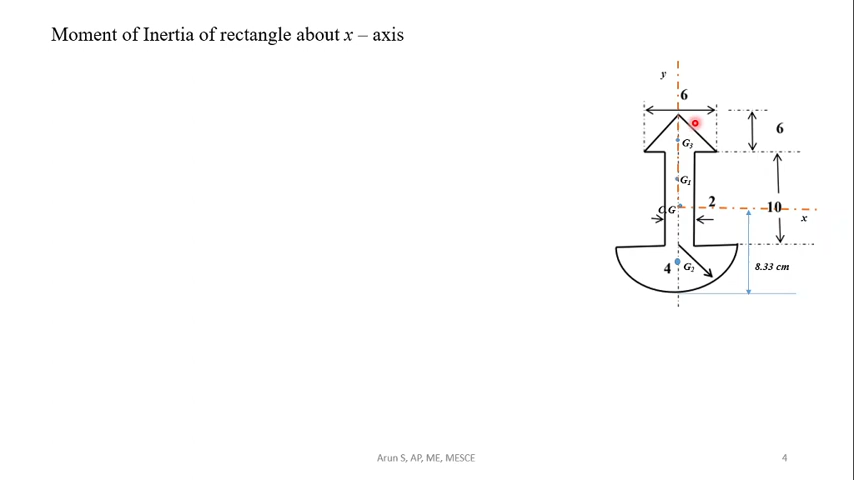 Moment of Inertia of rectangle about x – axis
y
6
6
G3
G1
2
C.G
10
x
4
G2
8.33 cm
Arun S, AP, ME, MESCE
4